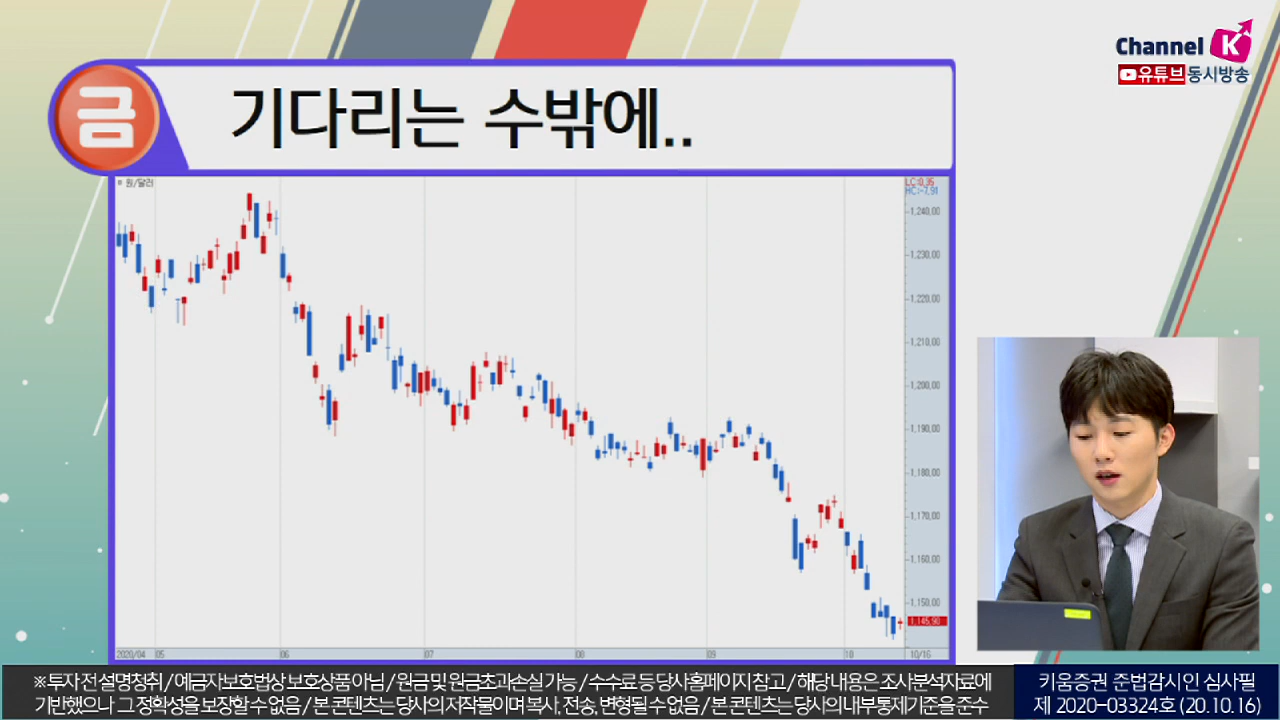 Channel K
유튜브 동시방송
금
기다리는 수밖에..
원/달러
LC:0.35
HC:-7.91
1,240.00
1,230.00
1,220.00
1,210.00
1,200.00
1,190.00
1,180.00
1,170.00
1,160.00
1,150.00
1,145.90
2020/04 05 06 07 08 09 10 10/16
※ 투자 전 설명청취 / 예금자보호법상 보호상품 아님 / 원금 및 원금초과손실 가능 / 수수료 등 당사홈페이지 참고 / 해당 내용은 조사분석자료에
기반했으나 그 정확성을 보장할 수 없음 / 본 콘텐츠는 당사의 저작물이며 복사, 전송, 변형될 수 없음 / 본 콘텐츠는 당사의 내부통제기준을 준수
키움증권 준법감시인 심사필
제 2020-03324호 (20.10.16)